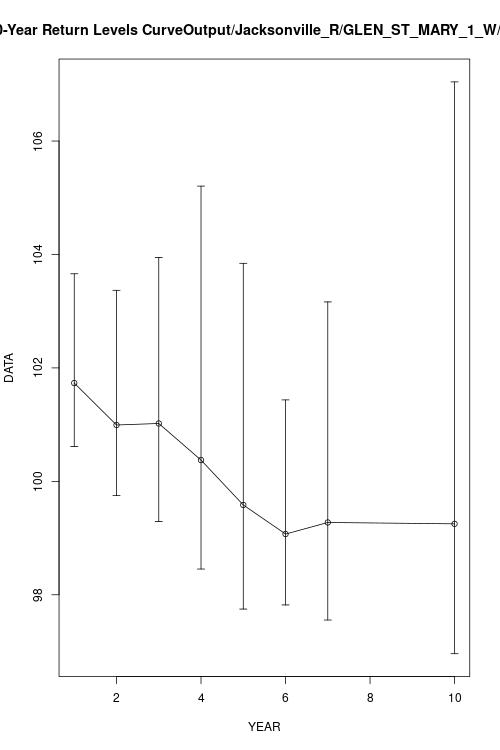 0-Year Return Levels CurveOutput/Jacksonville_R/GLEN_ST_MARY_1_W/
106
104
102
DATA
100
98
2 4 6 8 10
YEAR